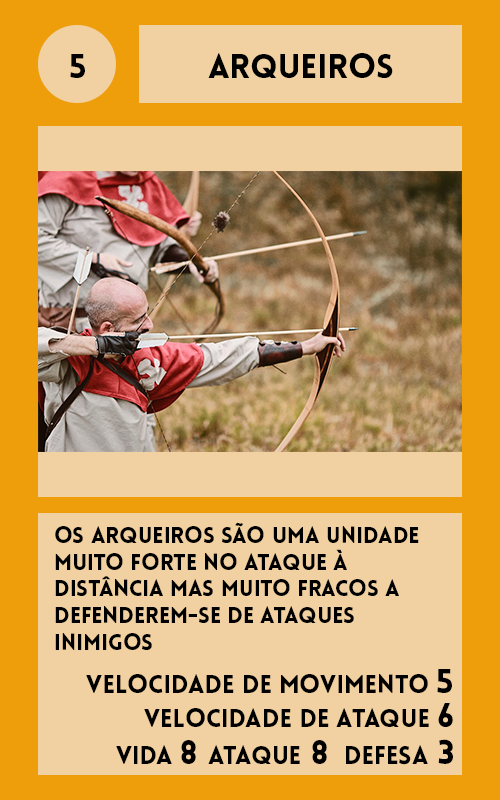 5
ARQUEIROS
OS ARQUEIROS SÃO UMA UNIDADE
MUITO FORTE NO ATAQUE À
DISTÂNCIA MAS MUITO FRACOS A
DEFENDEREM-SE DE ATAQUES
INIMIGOS
VELOCIDADE DE MOVIMENTO 5
VELOCIDADE DE ATAQUE 6
VIDA 8 ATAQUE 8 DEFESA 3